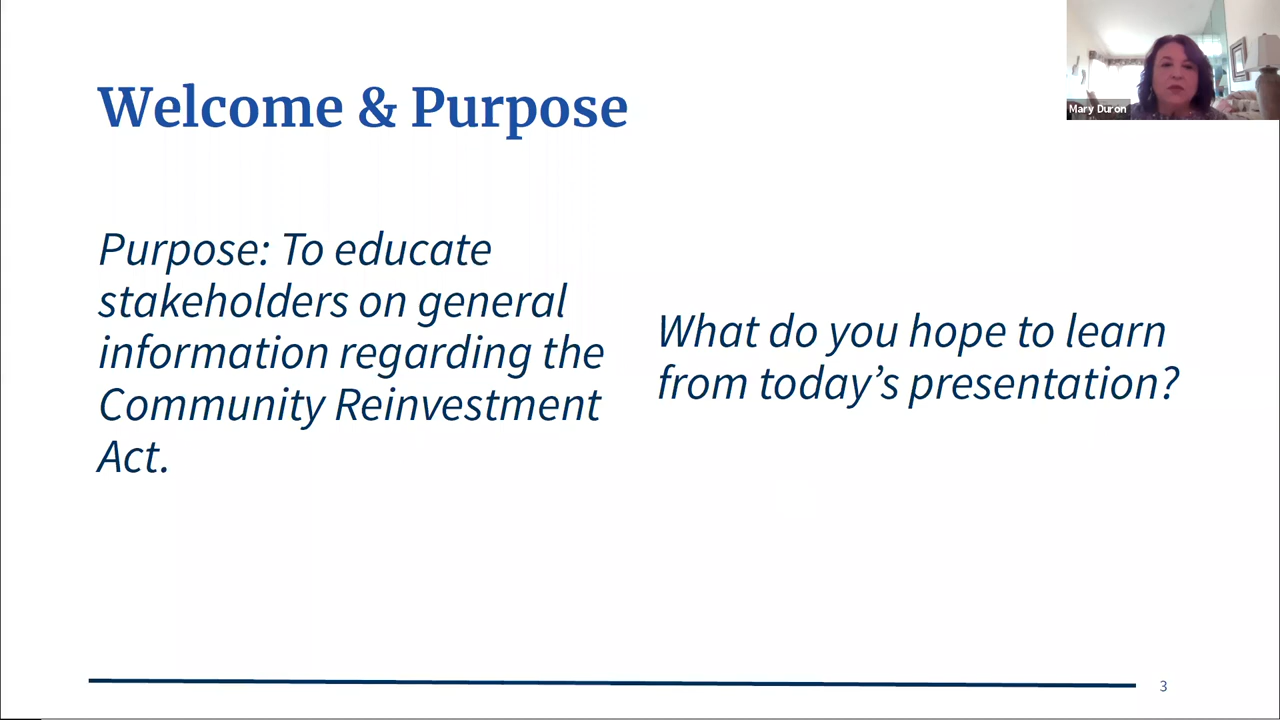 Welcome & Purpose
Mary Duron
Purpose: To educate
stakeholders on general
information regarding the
Community Reinvestment
Act.
What do you hope to learn
from today’s presentation?
3